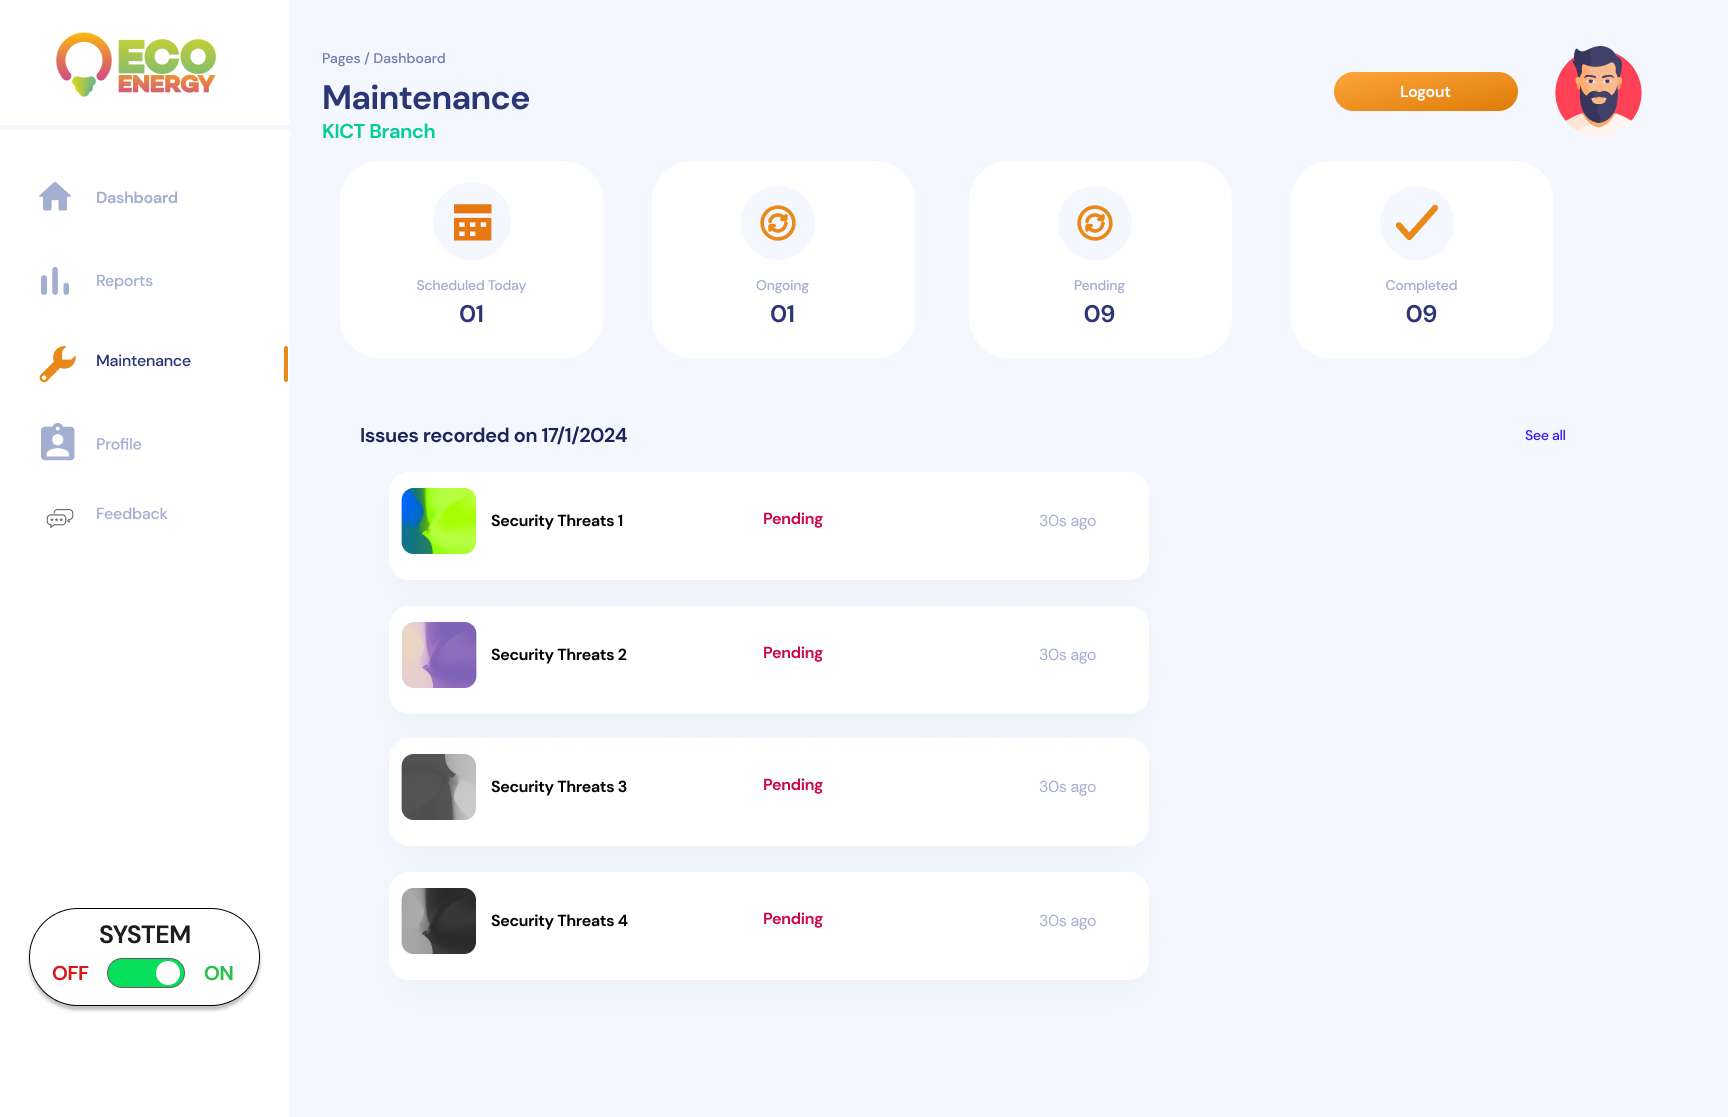 ECO
ENERGY
Dashboard
Reports
Maintenance
Profile
Feedback
SYSTEM
OFF ON
Pages / Dashboard
Maintenance
KICT Branch
Logout
Scheduled Today
01
Ongoing
01
Pending
09
Completed
09
Issues recorded on 17/1/2024
See all
Security Threats 1 Pending 30s ago
Security Threats 2 Pending 30s ago
Security Threats 3 Pending 30s ago
Security Threats 4 Pending 30s ago